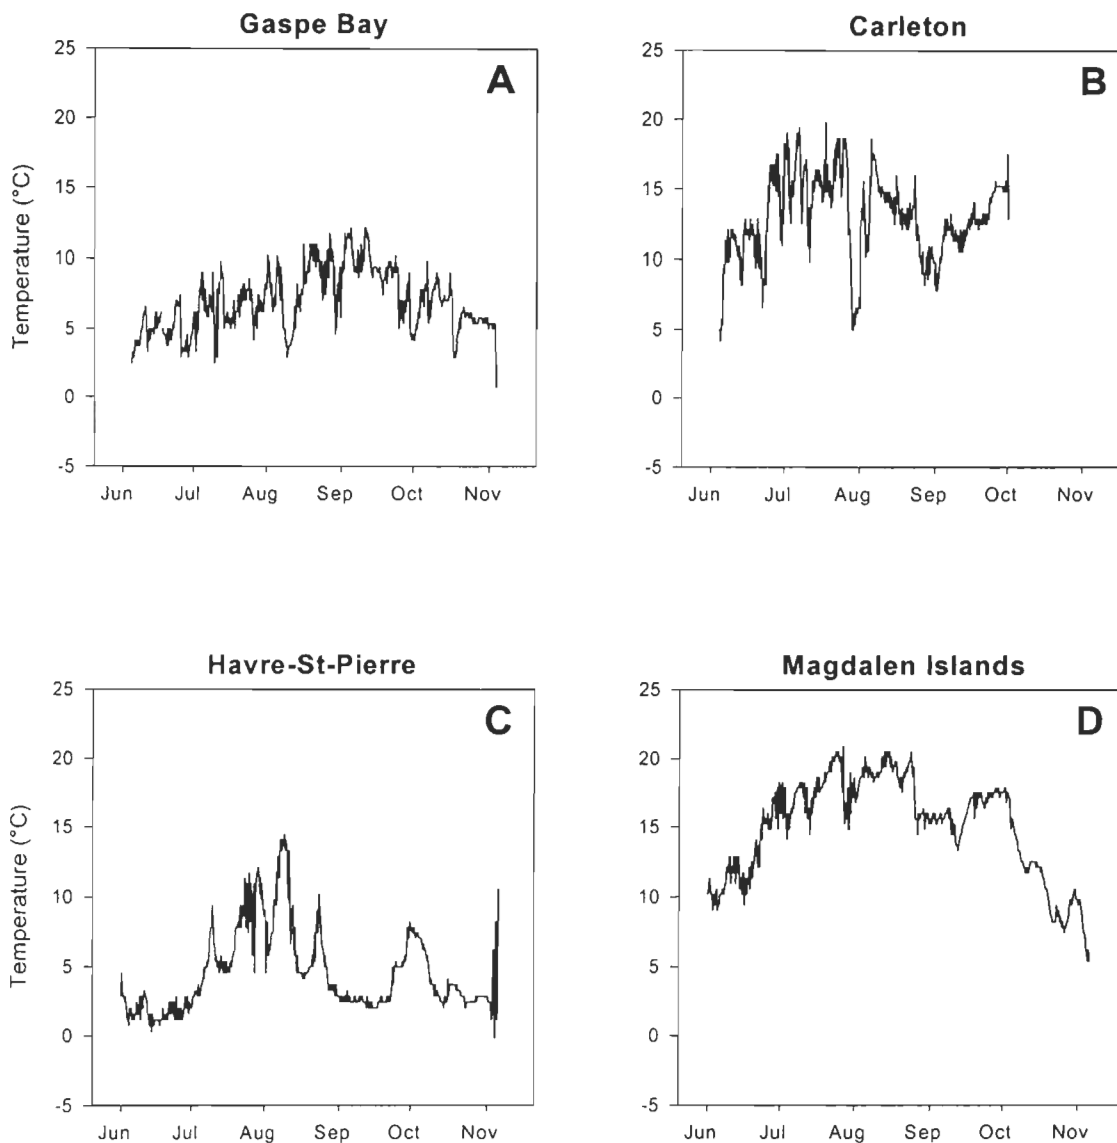 Gaspe Bay
A
Temperature (°C)
25
20
15
10
5
0
-5
Jun Jul Aug Sep Oct Nov
Carleton
B
25
20
15
10
5
0
-5
Jun Jul Aug Sep Oct Nov
Havre-St-Pierre
C
Temperature (°C)
25
20
15
10
5
0
-5
Jun Jul Aug Sep Oct Nov
Magdalen Islands
D
25
20
15
10
5
0
-5
Jun Jul Aug Sep Oct Nov